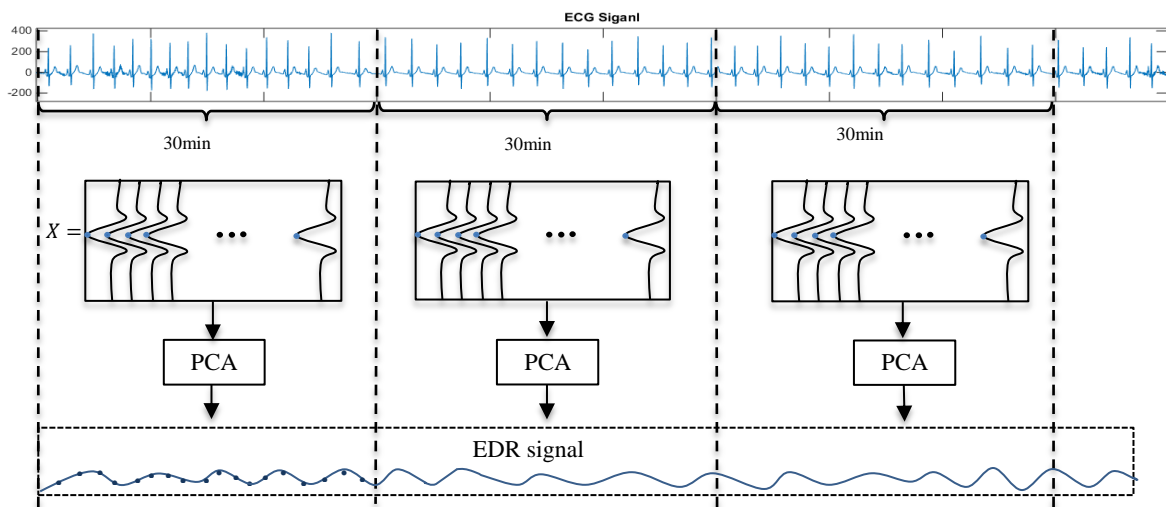 ECG Siganl
400
200
0
-200
30min
30min
30min
X =
...
...
...
PCA
PCA
PCA
EDR signal